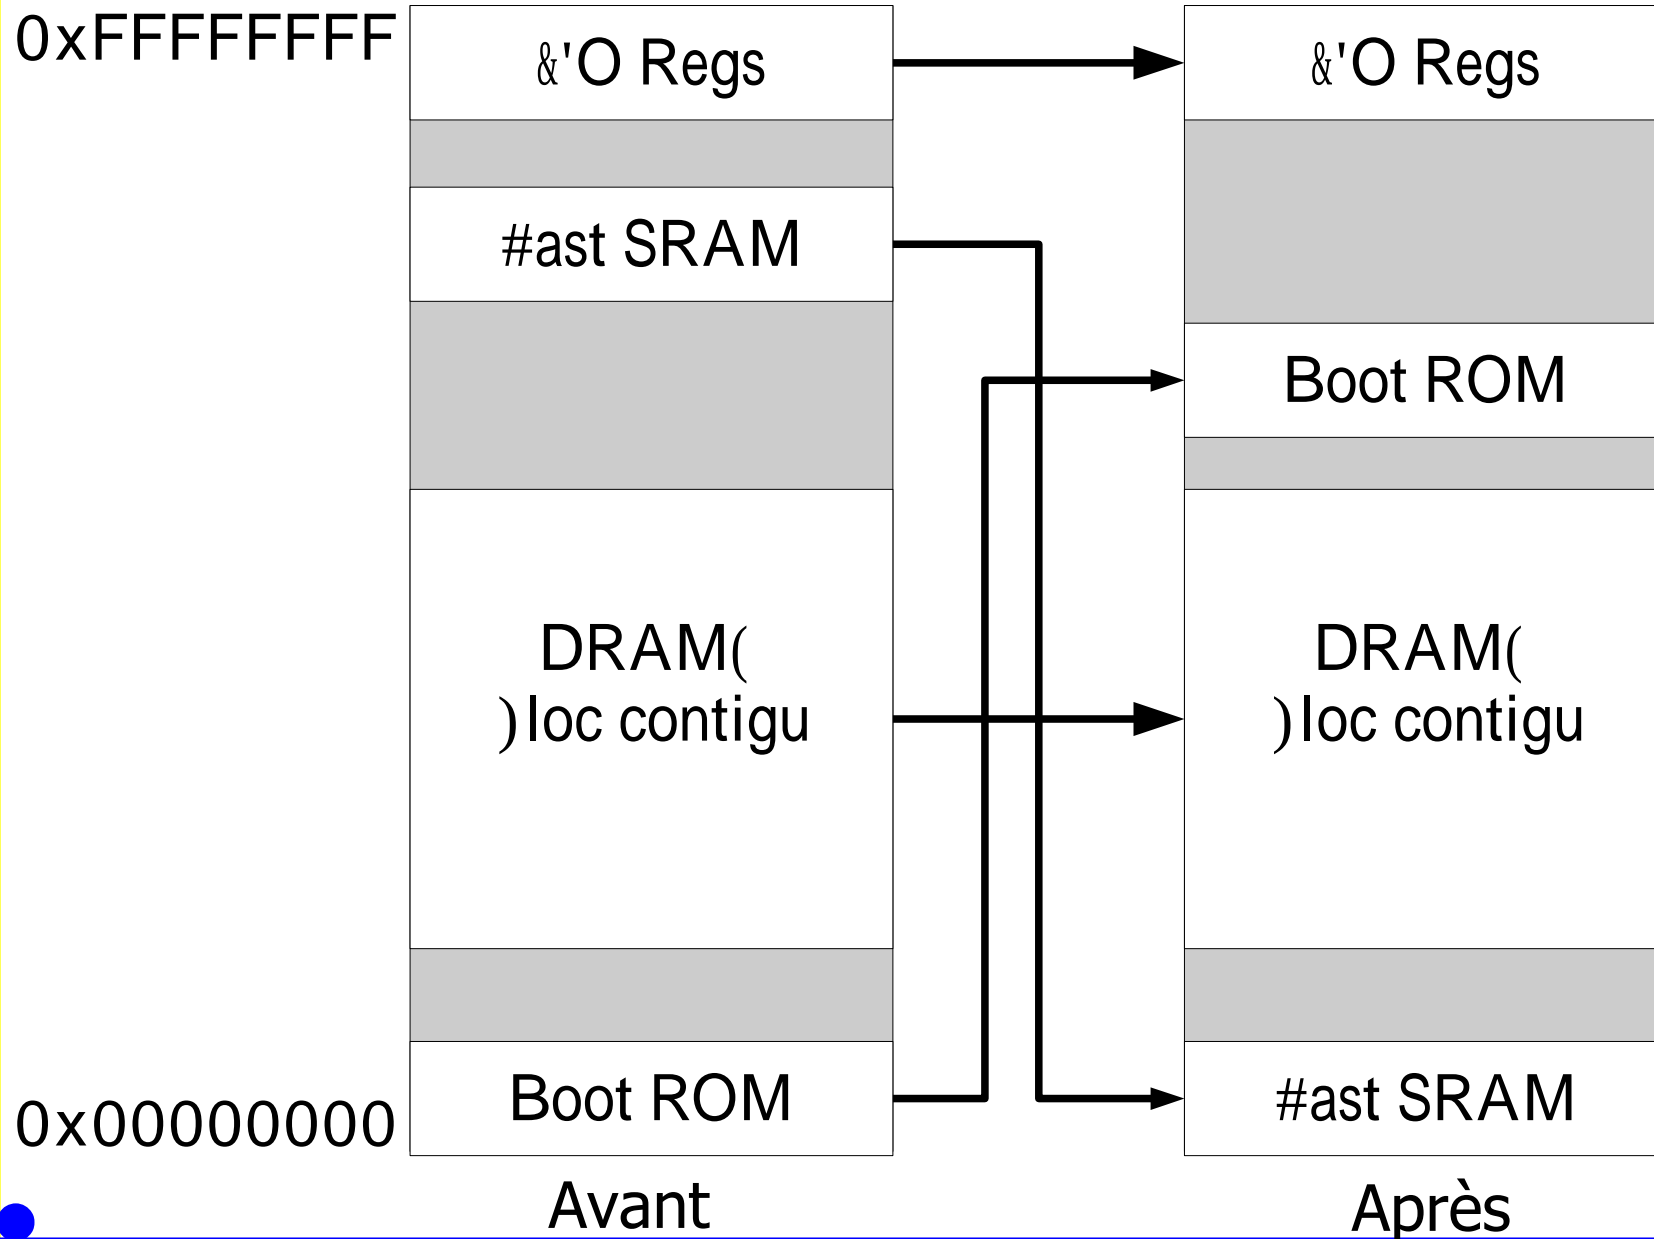 0xFFFFFFFF
&'O Regs
&'O Regs
#ast SRAM
Boot ROM
DRAM(
)loc contigu
DRAM(
)loc contigu
0x00000000
Boot ROM
#ast SRAM
Avant
Après